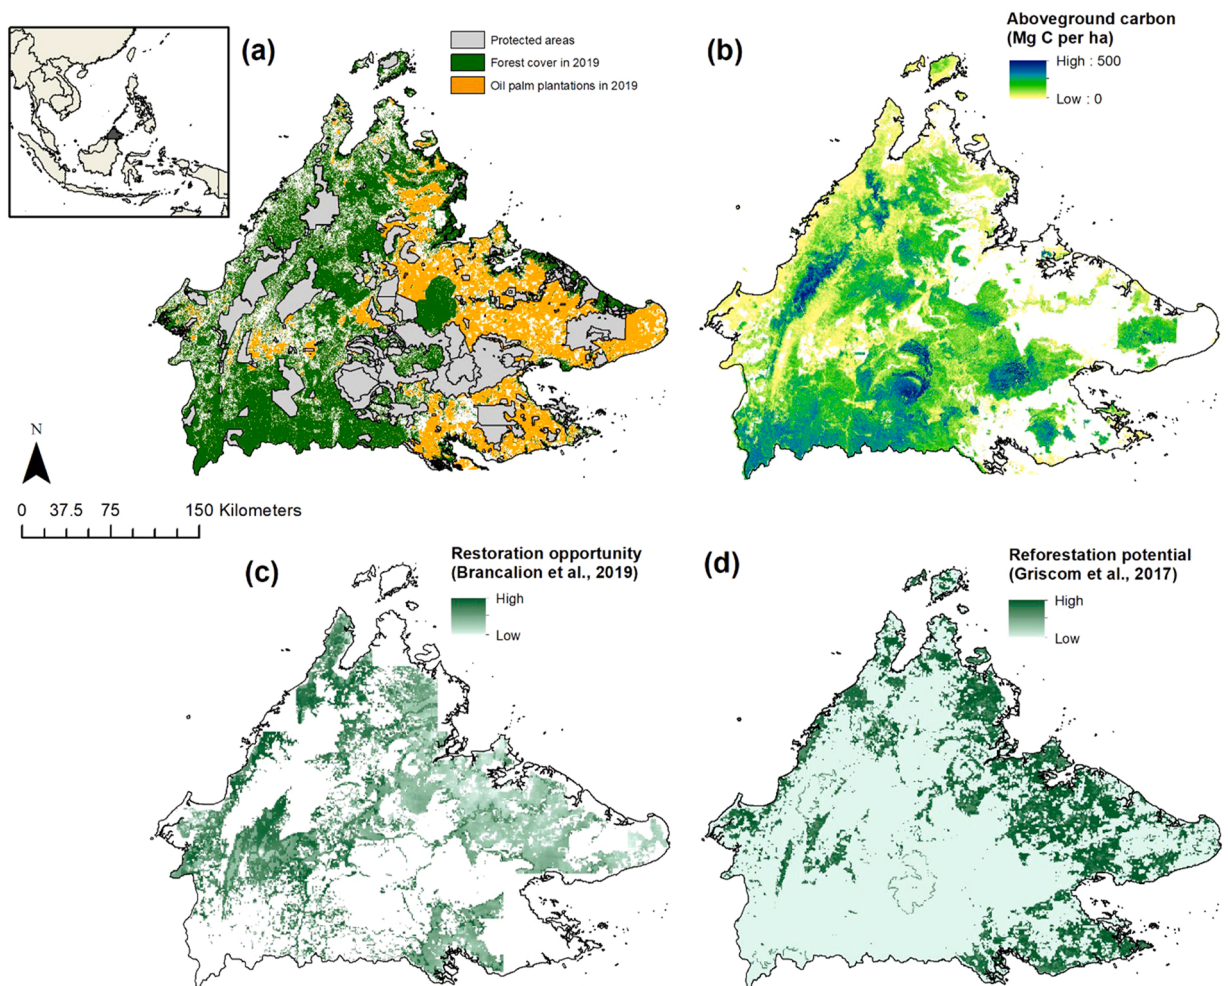 (a)
Protected areas
Forest cover in 2019
Oil palm plantations in 2019
(b)
Aboveground carbon
(Mg C per ha)
High : 500
Low : 0
N
0 37.5 75 150 Kilometers
(c)
Restoration opportunity
(Brancalion et al., 2019)
High
Low
(d)
Reforestation potential
(Griscom et al., 2017)
High
Low